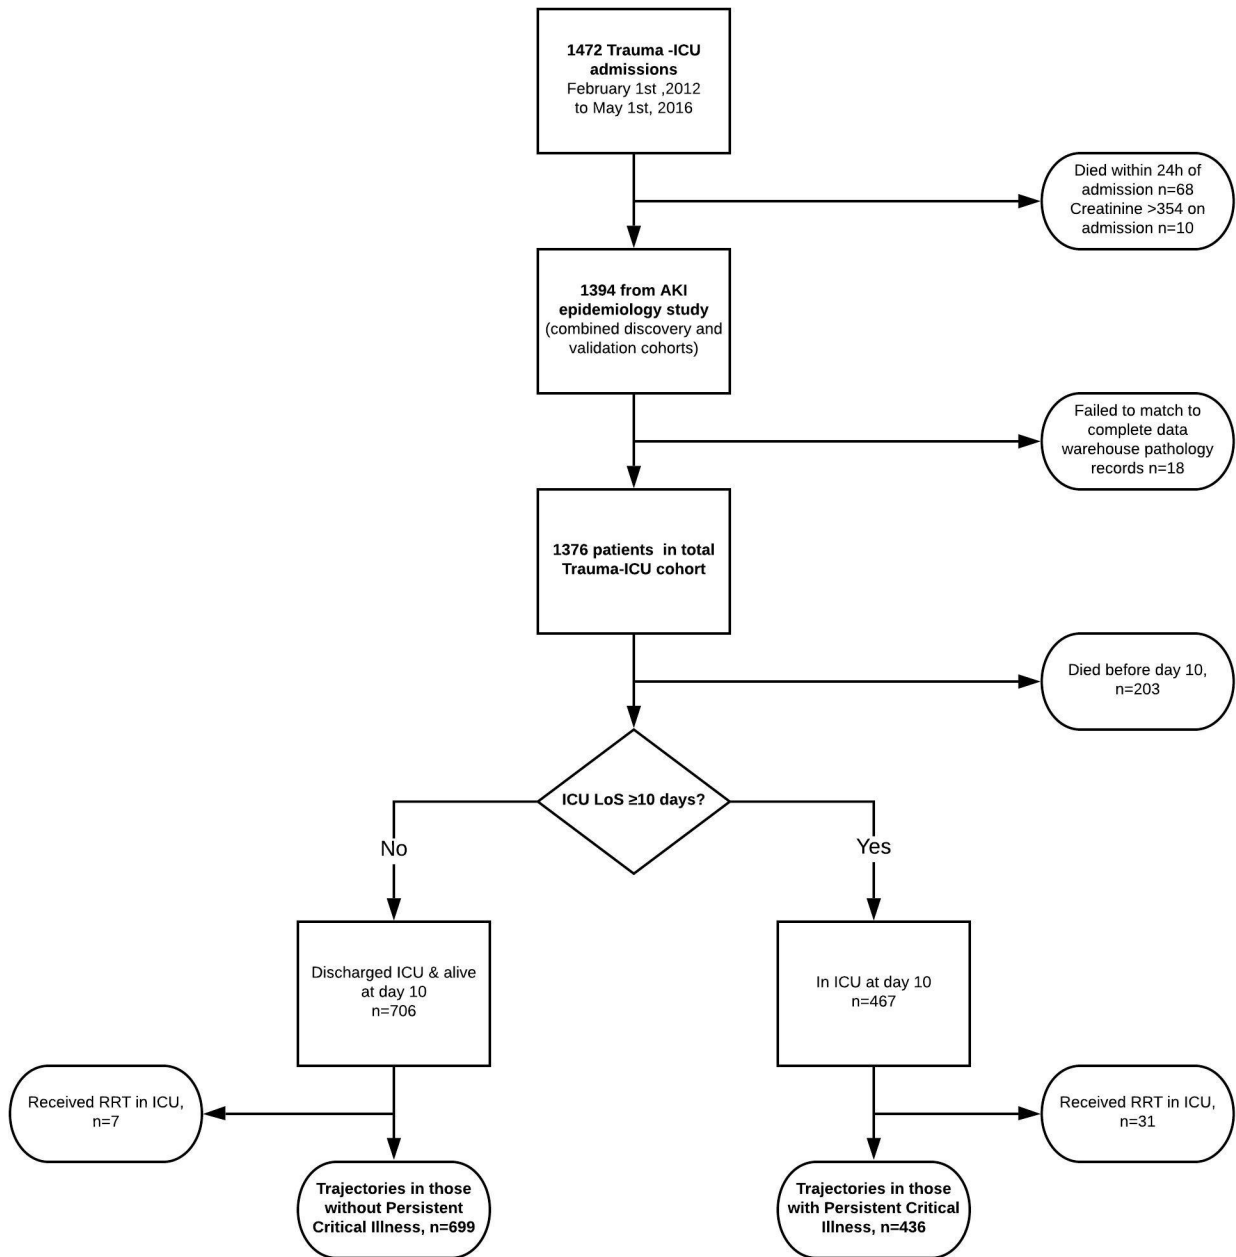 1472 Trauma -ICU
admissions
February 1st ,2012
to May 1st, 2016
Died within 24h of
admission n=68
Creatinine >354 on
admission n=10
1394 from AKI
epidemiology study
(combined discovery and
validation cohorts)
Failed to match to
complete data
warehouse pathology
records n=18
1376 patients  in total
Trauma-ICU cohort
Died before day 10,
n=203
ICU LoS ≥10 days?
No
Yes
Discharged ICU & alive
at day 10
n=706
In ICU at day 10
n=467
Received RRT in ICU,
n=7
Received RRT in ICU,
n=31
Trajectories in those
without Persistent
Critical Illness, n=699
Trajectories in those
with Persistent Critical
Illness, n=436